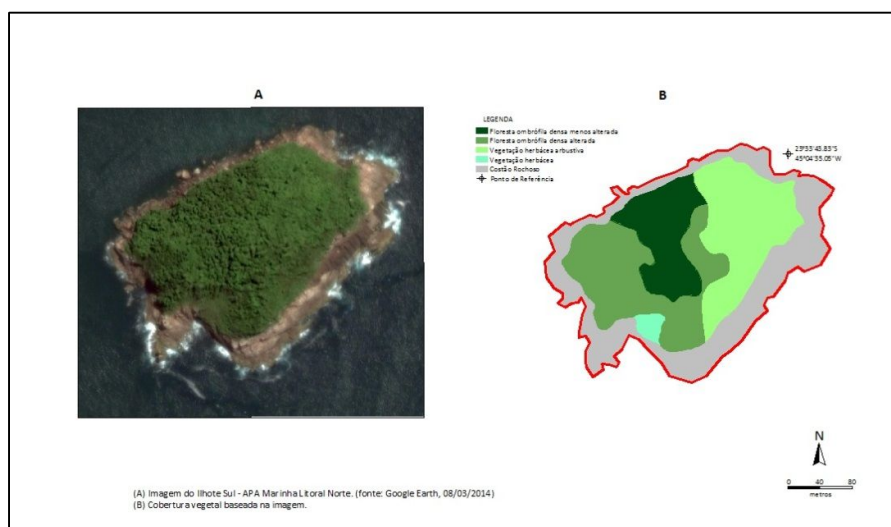 A
B
LEGENDA
Floresta ombrófila densa menos alterada
Floresta ombrófila densa alterada
Vegetação herbácea arbustiva
Vegetação herbácea
Costão Rochoso
Ponto de Referência
23°33'43.83"S
45°04'35.05"W
N
0 40 80
metros
(A) Imagem do Ilhote Sul - APA Marinha Litoral Norte. (fonte: Google Earth, 08/03/2014)
(B) Cobertura vegetal baseada na imagem.